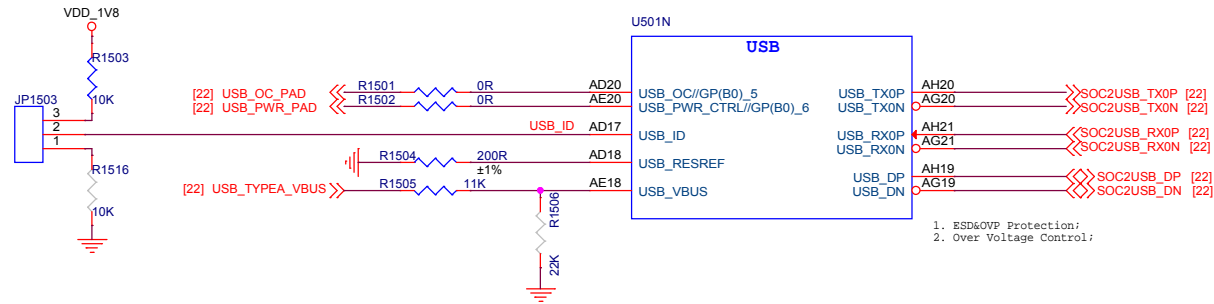 VDD_1V8
R1503
10K
JP1503
3
2
1
R1516
10K
[22] USB_OC_PAD
R1501
0R
AD20
[22] USB_PWR_PAD
R1502
0R
AE20
USB_ID
AD17
R1504
200R
±1%
AD18
[22] USB_TYPEA_VBUS
R1505
11K
AE18
R1506
22K
U501N
USB
USB_OC//GP(B0)_5
USB_PWR_CTRL//GP(B0)_6
USB_ID
USB_RESREF
USB_VBUS
USB_TX0P
USB_TX0N
USB_RX0P
USB_RX0N
USB_DP
USB_DN
AH20
SOC2USB_TX0P [22]
AG20
SOC2USB_TX0N [22]
AH21
SOC2USB_RX0P [22]
AG21
SOC2USB_RX0N [22]
AH19
SOC2USB_DP [22]
AG19
SOC2USB_DN [22]
1. ESD&OVP Protection;
2. Over Voltage Control;